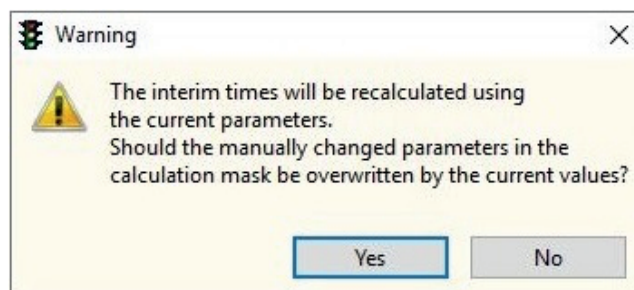 Warning
The interim times will be recalculated using
the current parameters.
Should the manually changed parameters in the
calculation mask be overwritten by the current values?
Yes
No